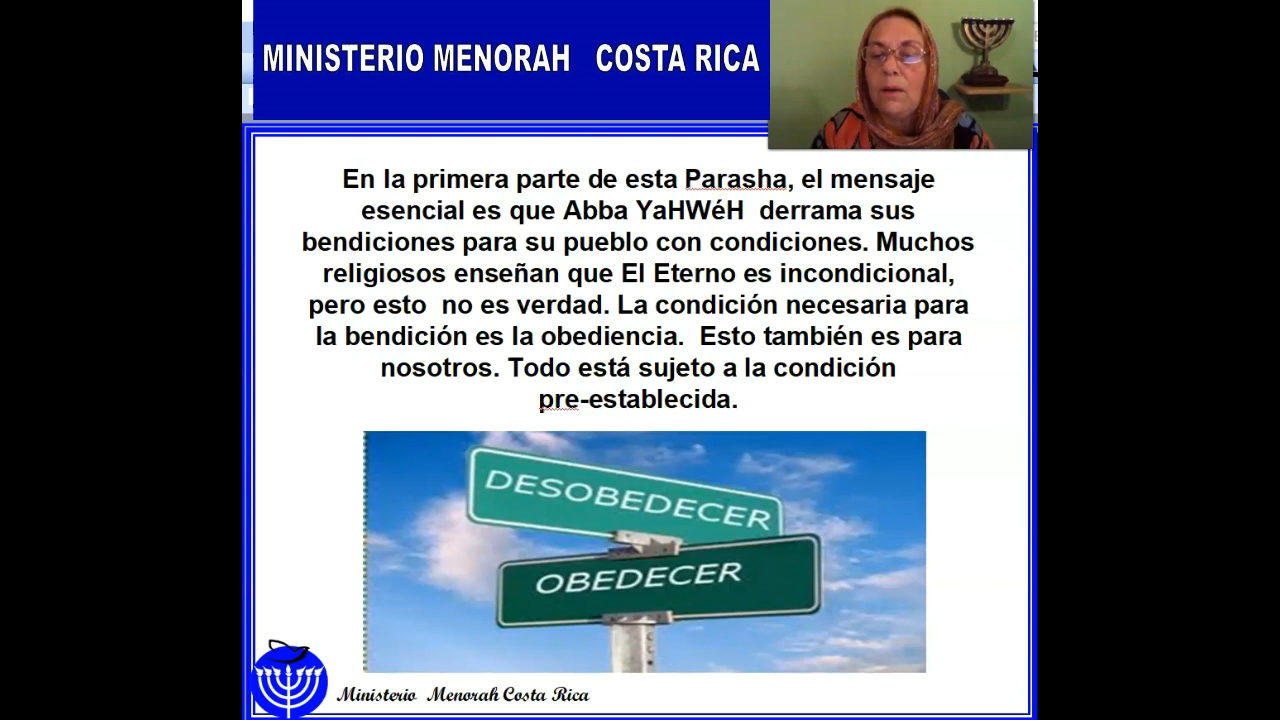 MINISTERIO MENORAH COSTA RICA
En la primera parte de esta Parasha, el mensaje
esencial es que Abba YaHWéH derrama sus
bendiciones para su pueblo con condiciones. Muchos
religiosos enseñan que El Eterno es incondicional,
pero esto no es verdad. La condición necesaria para
la bendición es la obediencia. Esto también es para
nosotros. Todo está sujeto a la condición
pre-establecida.
DESOBEDECER
OBEDECER
Ministerio Menorah Costa Rica